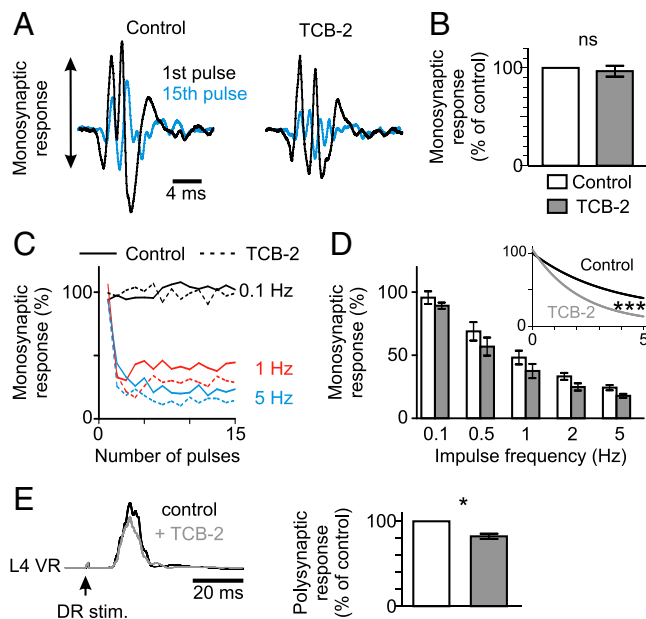 A
Control
TCB-2
Monosynaptic
response
1st pulse
15th pulse
4 ms
B
ns
Monosynaptic
response
(% of control)
100
0
Control
TCB-2
C
Control
TCB-2
Monosynaptic
response (%)
100
0
0.1 Hz
1 Hz
5 Hz
0
15
Number of pulses
D
Monosynaptic
response (%)
100
50
0
0.1
0.5
1
2
5
Impulse frequency (Hz)
100
0
Control
TCB-2
***
0
5
E
control
+ TCB-2
L4 VR
DR stim.
20 ms
*
Polysynaptic
response
(% of control)
100
0